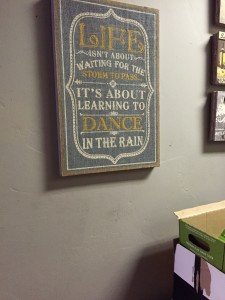 LIFE
ISN'T ABOUT
WAITING FOR THE
STORM TO PASS...
IT'S ABOUT
LEARNING TO
DANCE
IN THE RAIN